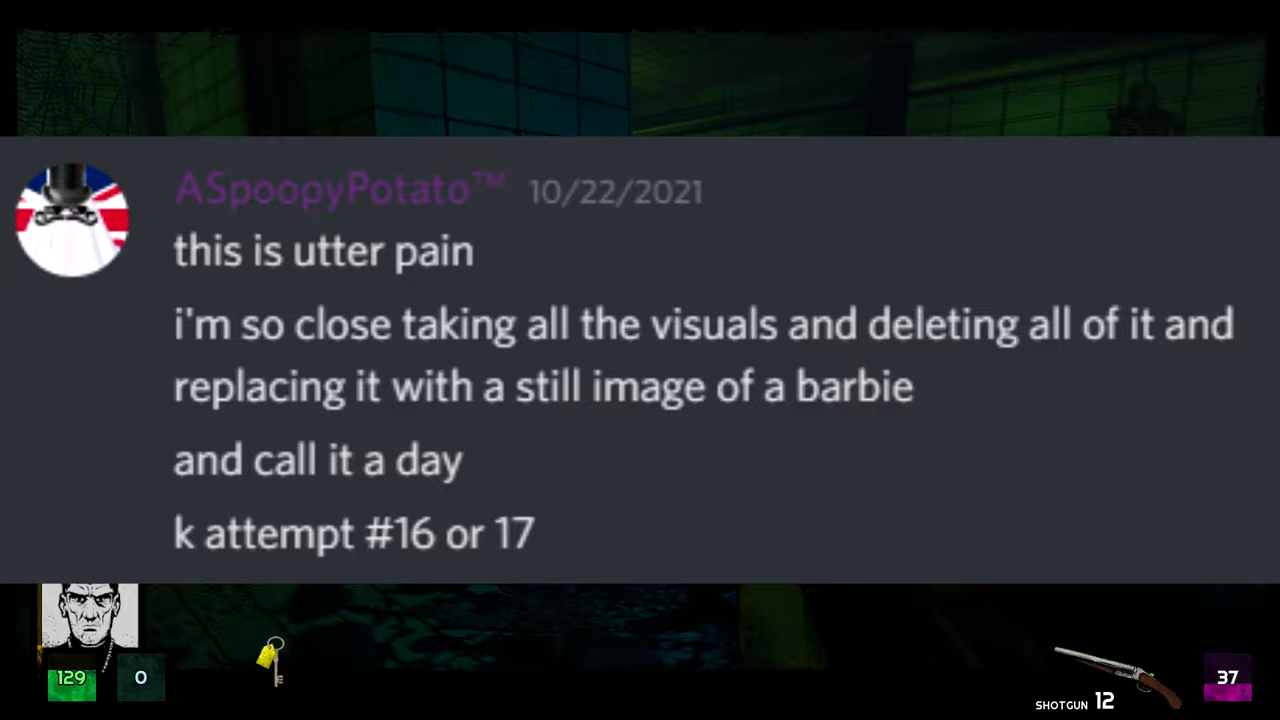 ASpoopyPotato™ 10/22/2021
this is utter pain
i'm so close taking all the visuals and deleting all of it and
replacing it with a still image of a barbie
and call it a day
k attempt #16 or 17
129 0
SHOTGUN 12 37